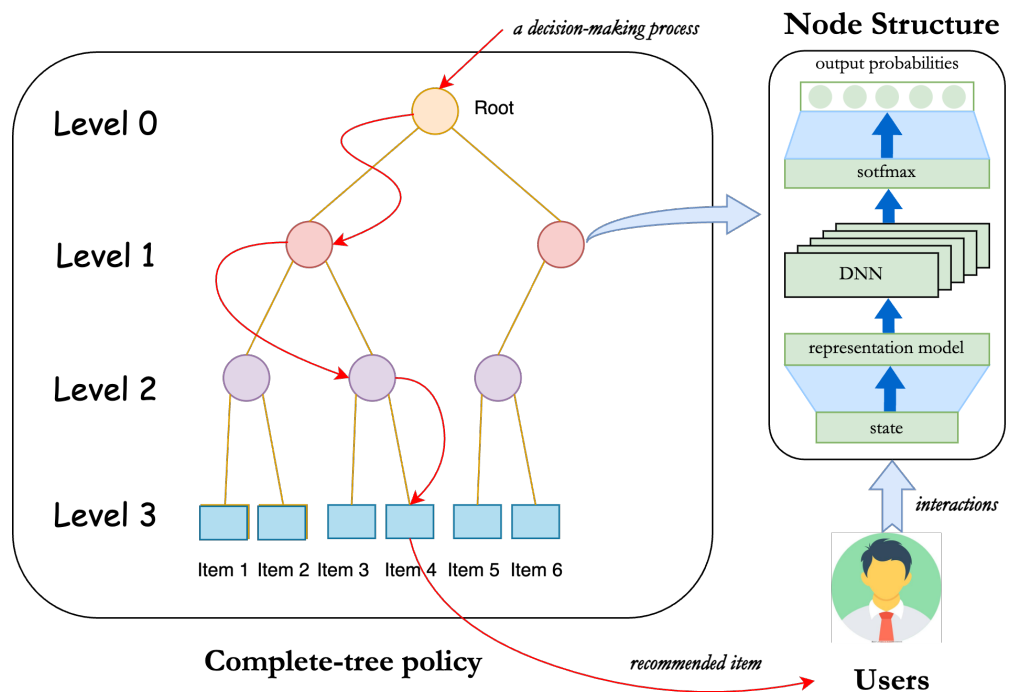 a decision-making process
Node Structure
output probabilities
Level 0
Root
sotfmax
Level 1
DNN
representation model
Level 2
state
Level 3
interactions
Item 1 Item 2 Item 3 Item 4 Item 5 Item 6
Complete-tree policy
recommended item
Users